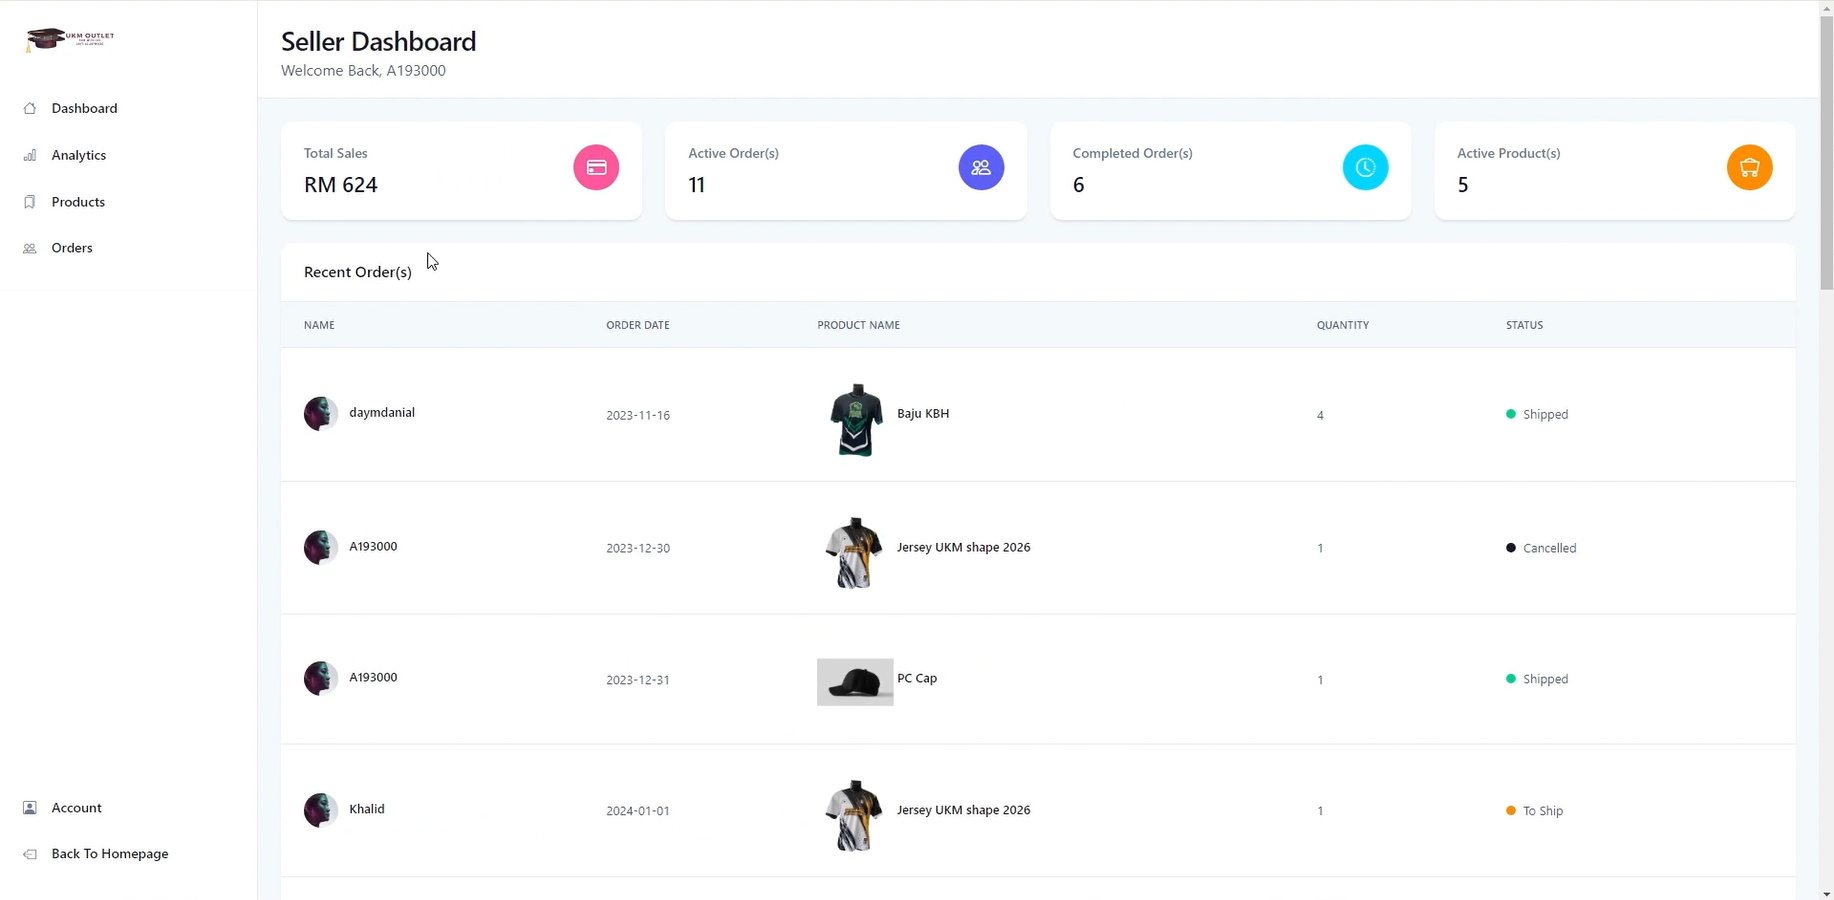 UKM OUTLET
Dashboard
Analytics
Products
Orders
Account
Back To Homepage
Seller Dashboard
Welcome Back, A193000
Total Sales
RM 624
Active Order(s)
11
Completed Order(s)
6
Active Product(s)
5
Recent Order(s)
NAME ORDER DATE PRODUCT NAME QUANTITY STATUS
daymdanial 2023-11-16 Baju KBH 4 Shipped
A193000 2023-12-30 Jersey UKM shape 2026 1 Cancelled
A193000 2023-12-31 PC Cap 1 Shipped
Khalid 2024-01-01 Jersey UKM shape 2026 1 To Ship